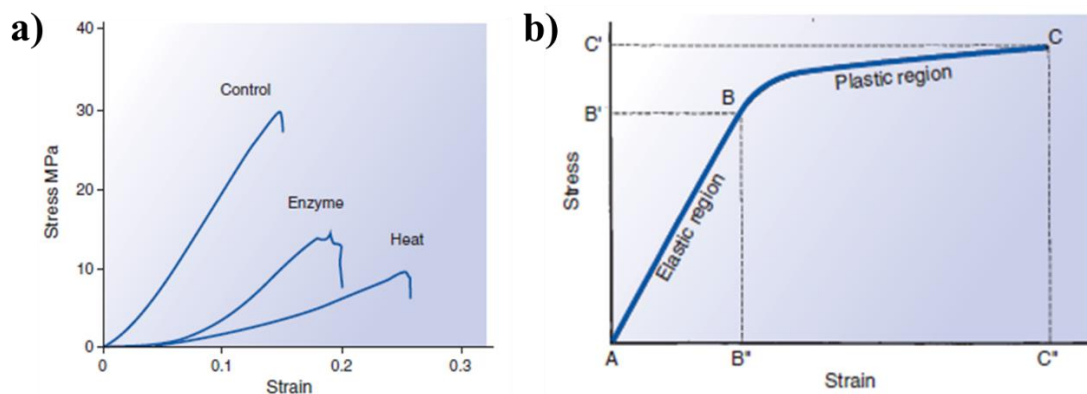 a)
40
30
20
10
0
Stress MPa
Control
Enzyme
Heat
0
0.1
0.2
0.3
Strain
b)
C'
C
B
B'
Plastic region
Elastic region
Stress
A
B"
C"
Strain